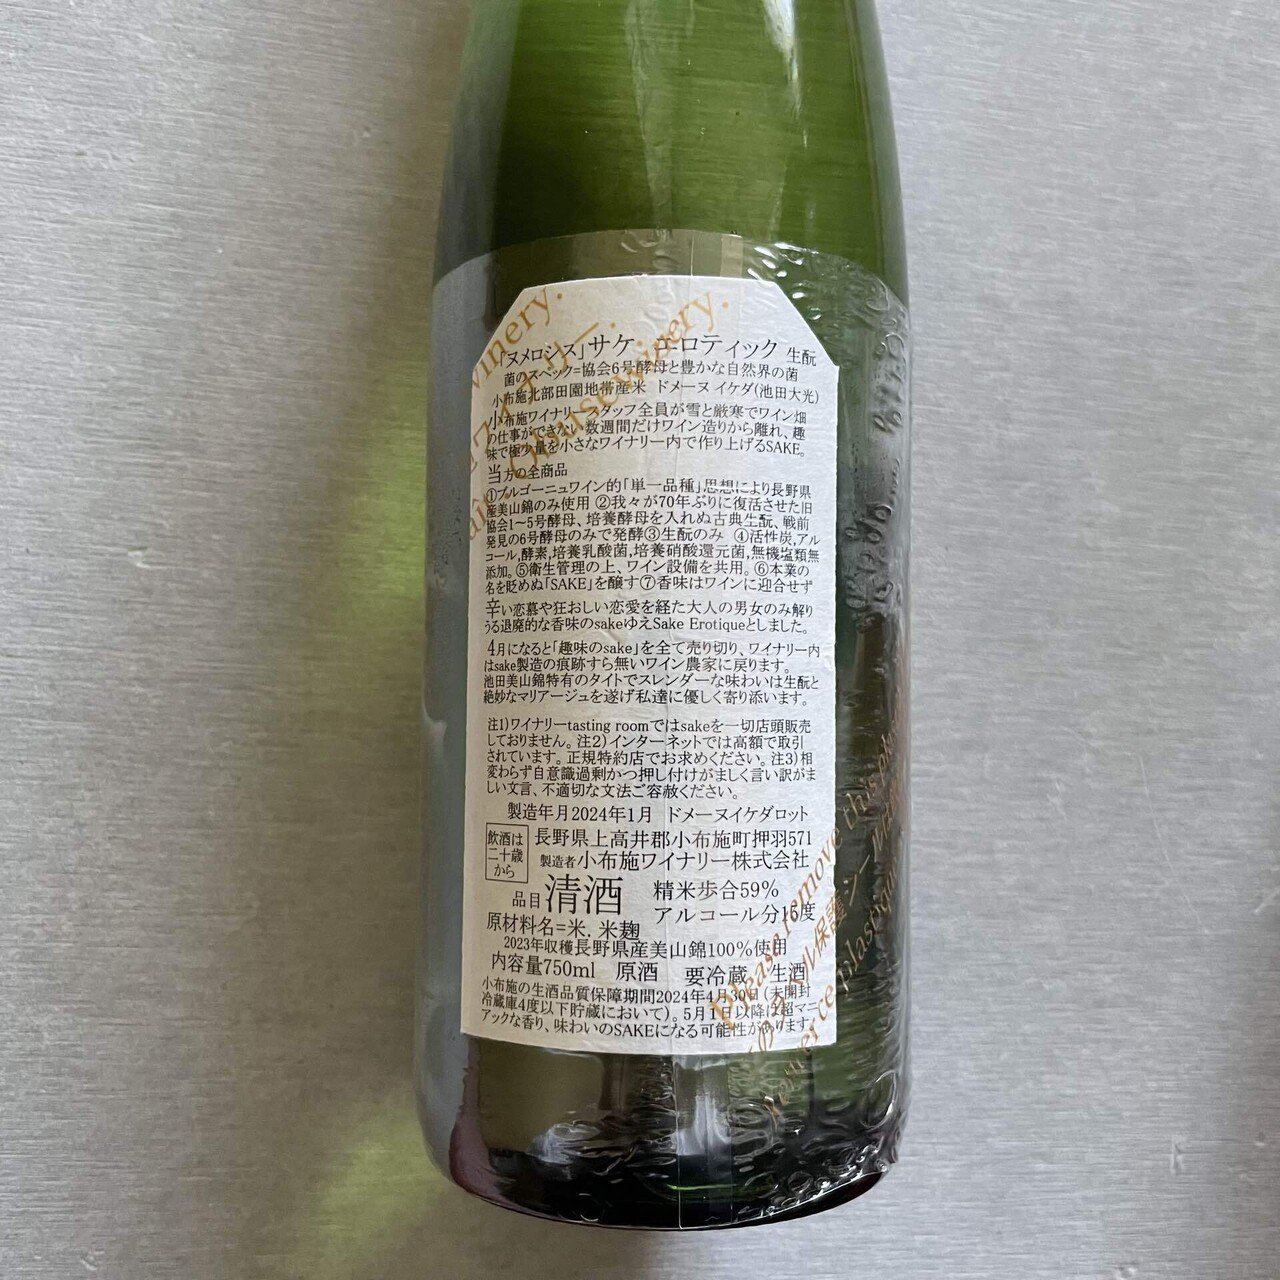 「ヌメロシス」サケ エロティック 生酛
菌のスペック=協会6号酵母と豊かな自然界の菌
小布施北部田園地帯産米 ドメーヌ イケダ(池田大光)
小布施ワイナリースタッフ全員が雪と厳寒でワイン畑
の仕事ができない数週間だけワイン造りから離れ、趣
味で極少量を小さなワイナリー内で作り上げるSAKE。
当方の全商品
①ブルゴーニュワイン的「単一品種」思想により長野県
産美山錦のみ使用 ②我々が70年ぶりに復活させた旧
協会1~5号酵母、培養酵母を入れぬ古典生酛、戦前
発見の6号酵母のみで発酵③生酛のみ ④活性炭,アル
コール,酵素,培養乳酸菌,培養硝酸還元菌,無機塩類無
添加。⑤衛生管理の上、ワイン設備を共用。⑥本業の
名を貶めぬ「SAKE」を醸す⑦香味はワインに迎合せず
辛い恋慕や狂おしい恋愛を経た大人の男女のみ解り
うる退廃的な香味のsakeゆえSake Erotiqueとしました。
4月になると「趣味のsake」を全て売り切り、ワイナリー内
はsake製造の痕跡すら無いワイン農家に戻ります。
池田美山錦特有のタイトでスレンダーな味わいは生酛と
絶妙なマリアージュを遂げ私達に優しく寄り添います。
注1)ワイナリーtasting roomではsakeを一切店頭販売
しておりません。注2)インターネットでは高額で取引
されています。正規特約店でお求めください。注3)相
変わらず自意識過剰かつ押し付けがましく言い訳がま
しい文言、不適切な文法ご容赦ください。
製造年月2024年1月 ドメーヌイケダロット
飲酒は
二十歳
から
長野県上高井郡小布施町押羽571
製造者小布施ワイナリー株式会社
品目 清酒 精米歩合59%
アルコール分16度
原材料名=米.米麹
2023年収穫長野県産美山錦100%使用
内容量750ml 原酒 要冷蔵 生酒
小布施の生酒品質保障期間2024年4月30日(未開封
冷蔵庫4度以下貯蔵において)。5月1日以降は超マニ
アックな香り、味わいのSAKEになる可能性があります。
winery.
Obusewinery.
Please remove this